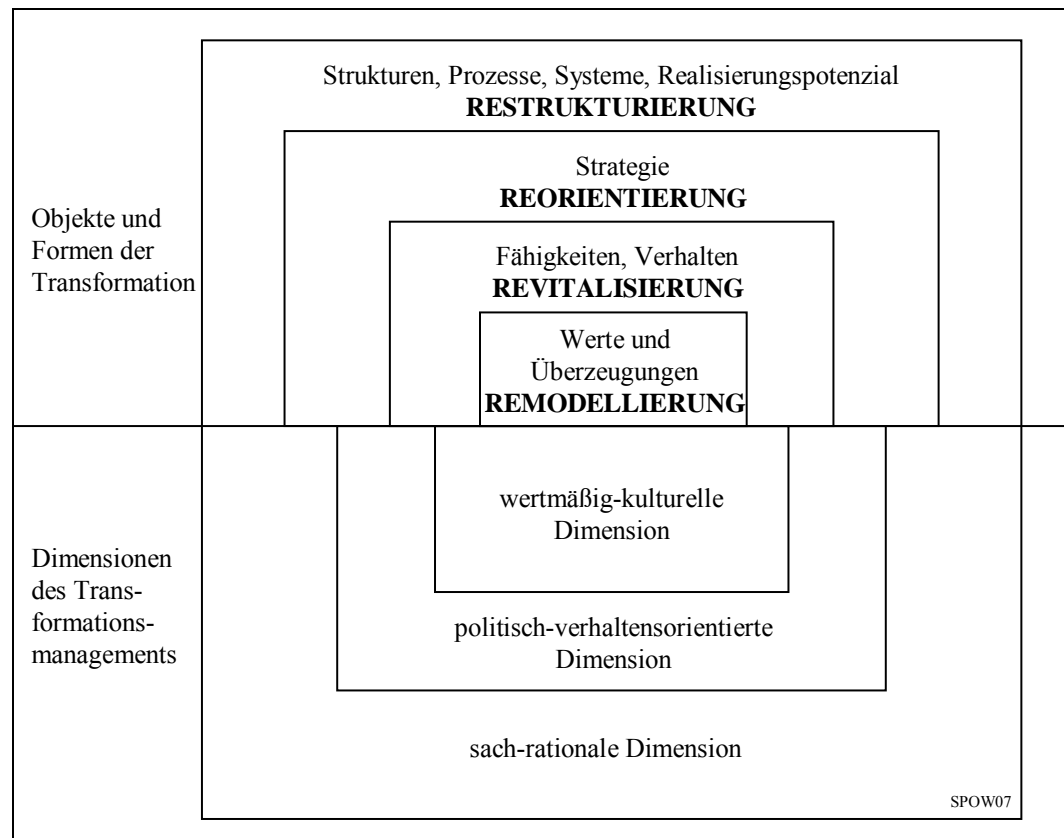 Strukturen, Prozesse, Systeme, Realisierungspotenzial
RESTRUKTURIERUNG
Strategie
REORIENTIERUNG
Objekte und
Formen der
Transformation
Fähigkeiten, Verhalten
REVITALISIERUNG
Werte und
Überzeugungen
REMODELLIERUNG
wertmäßig-kulturelle
Dimension
Dimensionen
des Trans-
formations-
managements
politisch-verhaltensorientierte
Dimension
sach-rationale Dimension
SPOW07